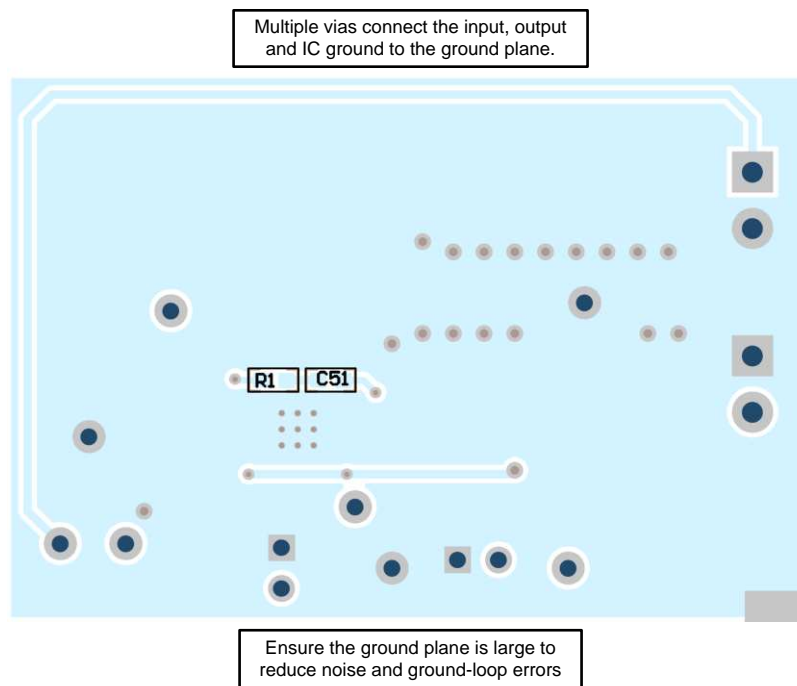 Multiple vias connect the input, output
and IC ground to the ground plane.
R1 C51
Ensure the ground plane is large to
reduce noise and ground-loop errors